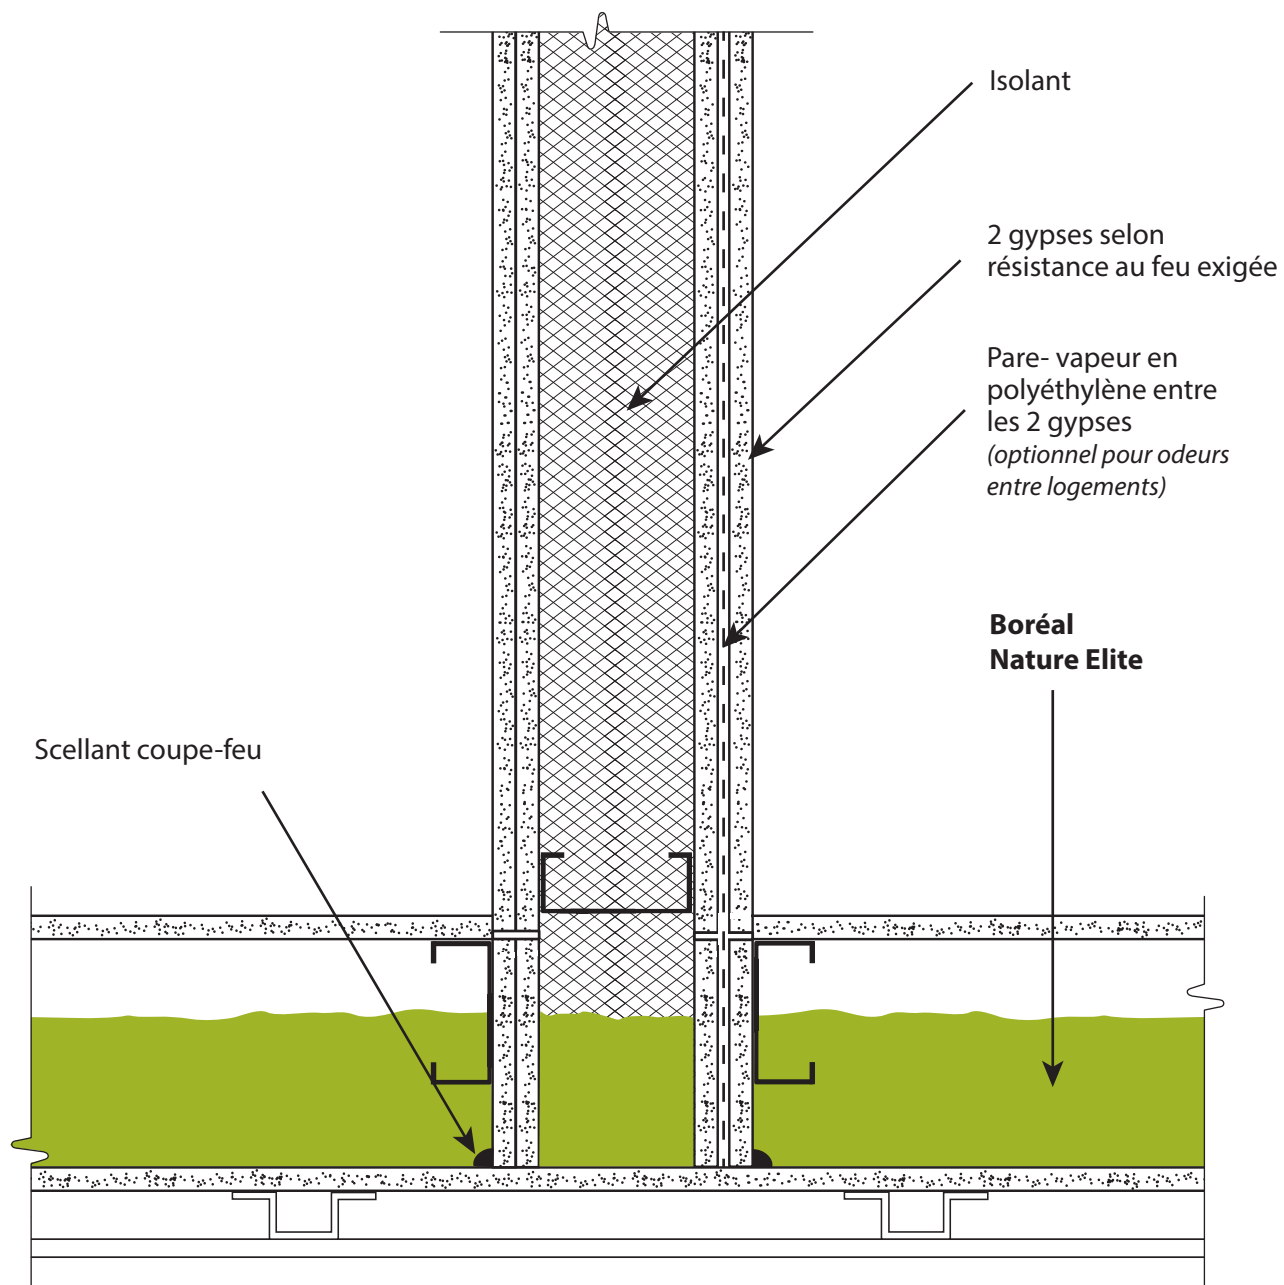 Isolant
2 gypses selon
résistance au feu exigée
Pare- vapeur en
polyéthylène entre
les 2 gypses
(optionnel pour odeurs
entre logements)
Boréal
Nature Elite
Scellant coupe-feu